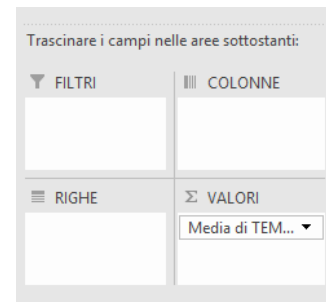 Trascinare i campi nelle aree sottostanti:
FILTRI
COLONNE
RIGHE
VALORI
Media di TEM...